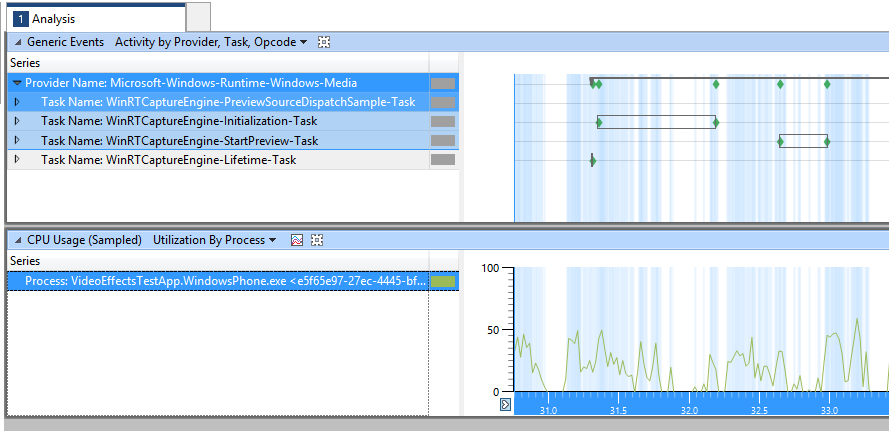 1 Analysis
Generic Events Activity by Provider, Task, Opcode
Series
Provider Name: Microsoft-Windows-Runtime-Windows-Media
Task Name: WinRTCaptureEngine-PreviewSourceDispatchSample-Task
Task Name: WinRTCaptureEngine-Initialization-Task
Task Name: WinRTCaptureEngine-StartPreview-Task
Task Name: WinRTCaptureEngine-Lifetime-Task
CPU Usage (Sampled) Utilization By Process
Series
Process: VideoEffectsTestApp.WindowsPhone.exe <e5f65e97-27ec-4445-bf...
100
50
0
31.0 31.5 32.0 32.5 33.0